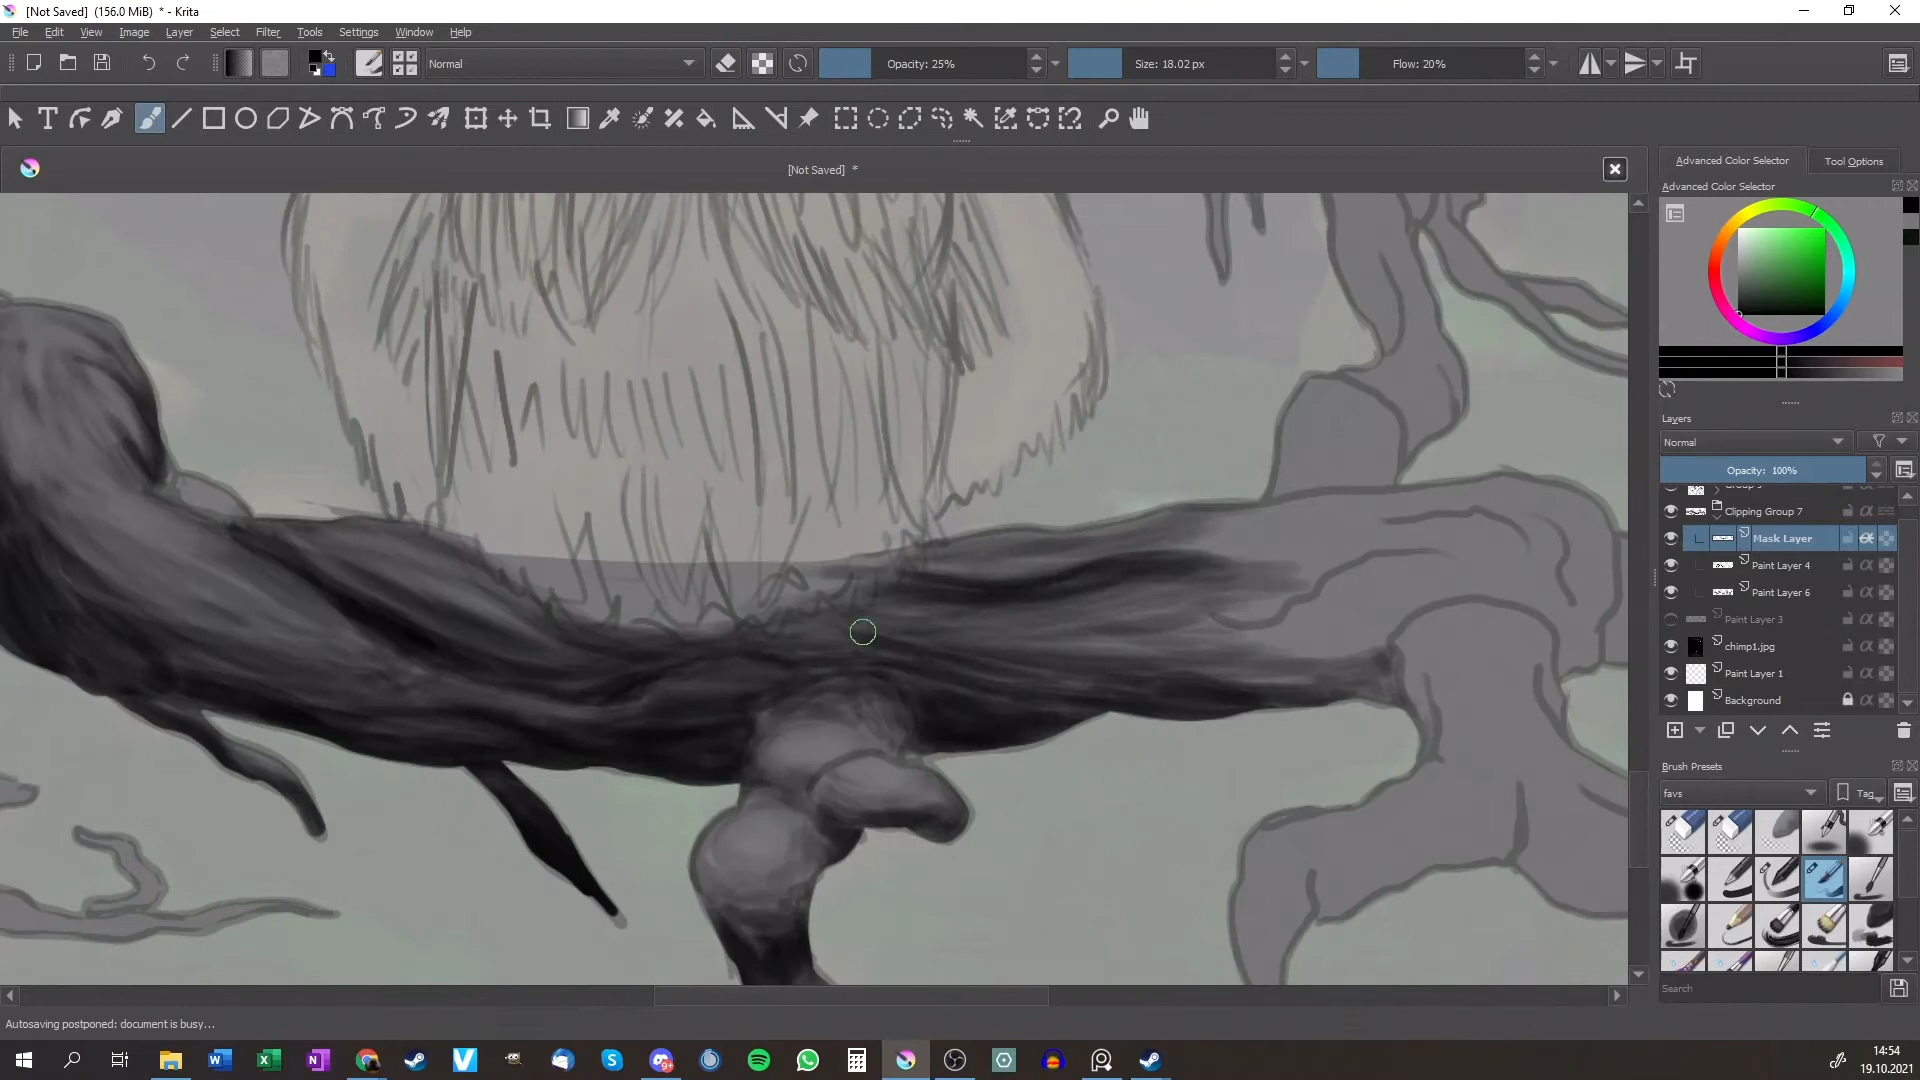 [Not Saved]  (156.0 MiB)  * - Krita
File Edit View Image Layer Select Filter Tools Settings Window Help
Normal Opacity: 25% Size: 18.02 px Flow: 20%
[Not Saved]  *
Advanced Color Selector Tool Options
Advanced Color Selector
Layers
Normal
Opacity:  100%
Clipping Group 7
Mask Layer
Paint Layer 4
Paint Layer 6
Paint Layer 3
chimp1.jpg
Paint Layer 1
Background
Brush Presets
favs Tag
Search
Autosaving postponed: document is busy...
9+
14:54
19.10.2021